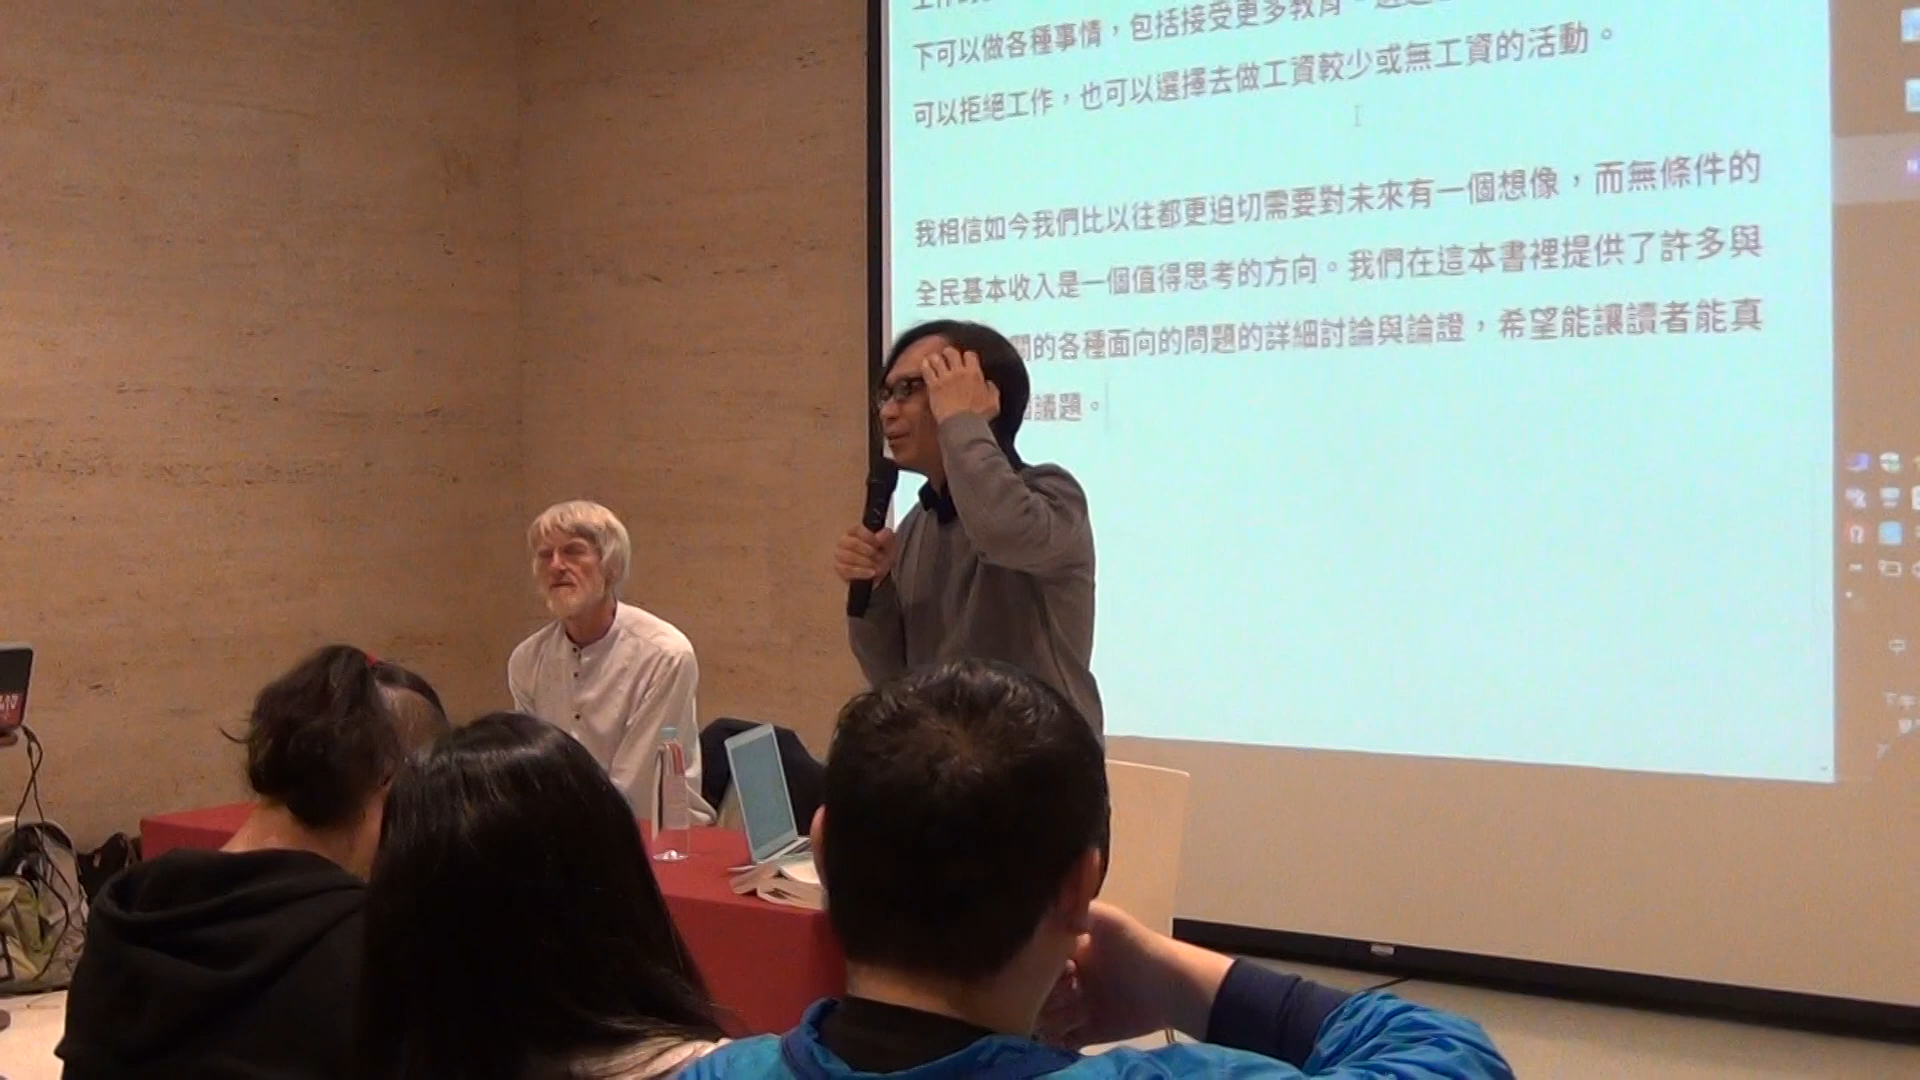 下可以做各種事情，包括接受更多教育。
可以拒絕工作，也可以選擇去做工資較少或無工資的活動。
我相信如今我們比以往都更迫切需要對未來有一個想像，而無條件的
全民基本收入是一個值得思考的方向。我們在這本書裡提供了許多與
關的各種面向的問題的詳細討論與論證，希望能讓讀者能真
議題。
中